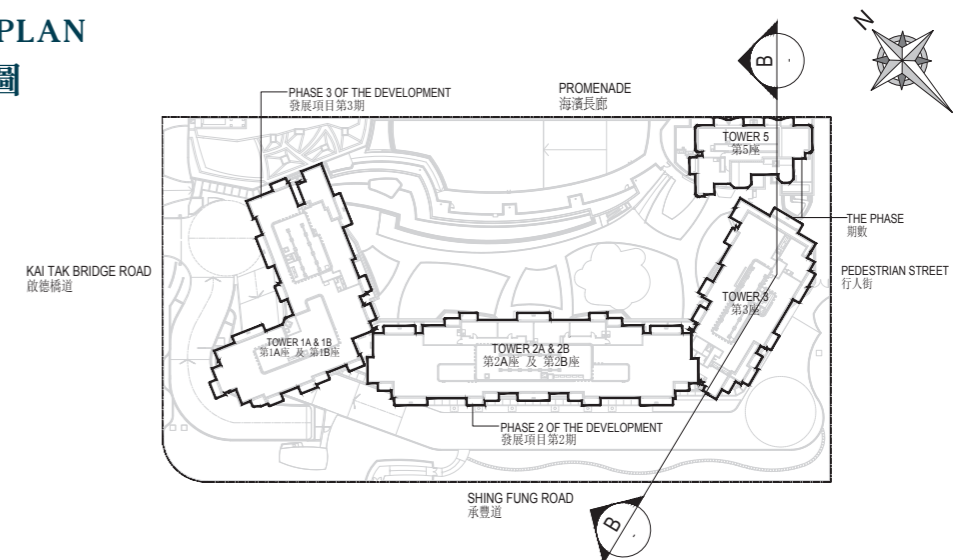 PLAN
圖
N
B
PHASE 3 OF THE DEVELOPMENT
發展項目第3期
PROMENADE
海濱長廊
TOWER 5
第5座
THE PHASE
期數
KAI TAK BRIDGE ROAD
啟德橋道
PEDESTRIAN STREET
行人街
TOWER 3
第3座
TOWER 1A & 1B
第1A座 及 第1B座
TOWER 2A & 2B
第2A座 及 第2B座
PHASE 2 OF THE DEVELOPMENT
發展項目第2期
SHING FUNG ROAD
承豐道
B